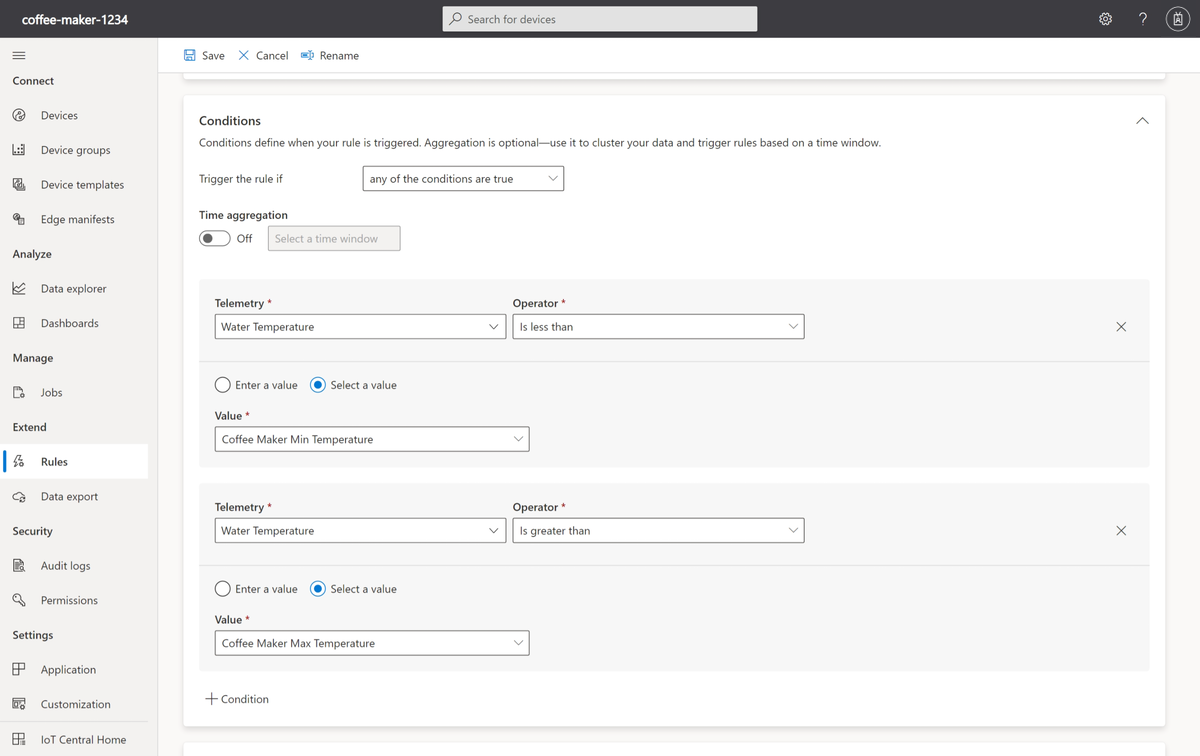 coffee-maker-1234
Search for devices
?
Save Cancel Rename
Connect
Devices
Device groups
Device templates
Edge manifests
Analyze
Data explorer
Dashboards
Manage
Jobs
Extend
Rules
Data export
Security
Audit logs
Permissions
Settings
Application
Customization
IoT Central Home
Conditions
Conditions define when your rule is triggered. Aggregation is optional—use it to cluster your data and trigger rules based on a time window.
Trigger the rule if any of the conditions are true
Time aggregation
Off Select a time window
Telemetry * Operator *
Water Temperature Is less than
Enter a value Select a value
Value *
Coffee Maker Min Temperature
Telemetry * Operator *
Water Temperature Is greater than
Enter a value Select a value
Value *
Coffee Maker Max Temperature
Condition